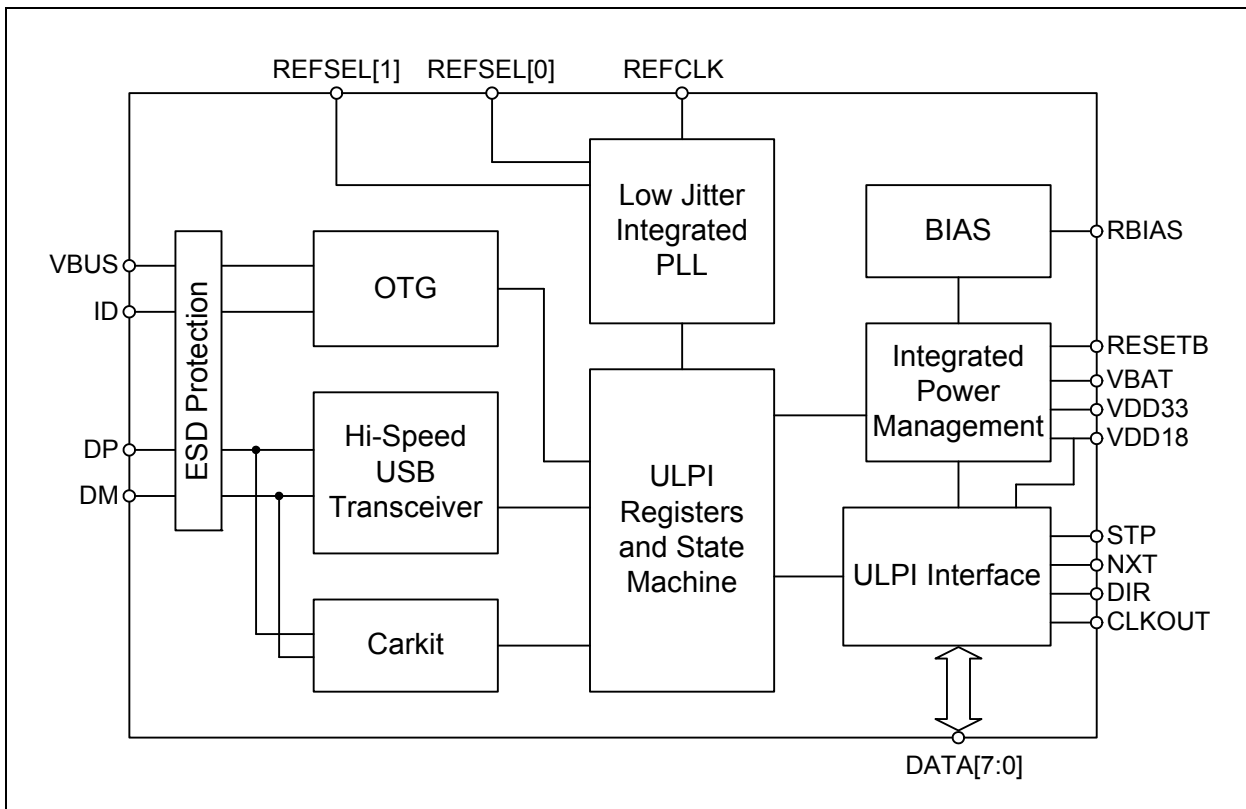 REFSEL[1]
REFSEL[0]
REFCLK
Low Jitter
Integrated
PLL
BIAS
RBIAS
VBUS
ID
ESD Protection
OTG
RESETB
VBAT
VDD33
VDD18
Integrated
Power
Management
DP
DM
Hi-Speed
USB
Transceiver
ULPI
Registers
and State
Machine
ULPI Interface
STP
NXT
DIR
CLKOUT
Carkit
DATA[7:0]